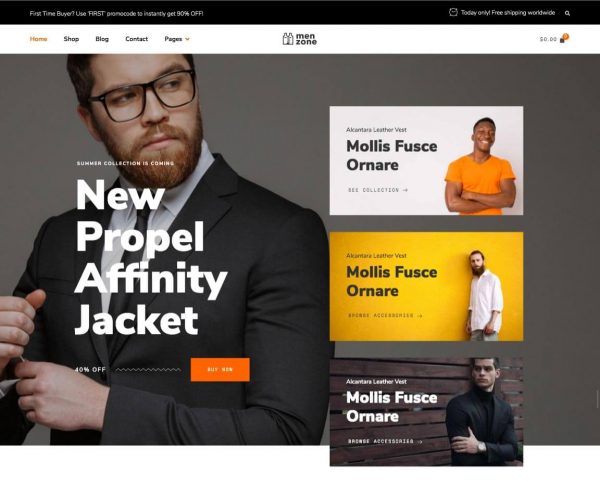 First Time Buyer? Use 'FIRST' promocode to instantly get 90% OFF!
Today only! Free shipping worldwide
Home Shop Blog Contact Pages
men
zone
$0.00
0
SUMMER COLLECTION IS COMING
New
Propel
Affinity
Jacket
40% OFF
BUY NOW
Alcantara Leather Vest
Mollis Fusce
Ornare
SEE COLLECTION →
Alcantara Leather Vest
Mollis Fusce
Ornare
BROWSE ACCESSORIES →
Alcantara Leather Vest
Mollis Fusce
Ornare
BROWSE ACCESSORIES →